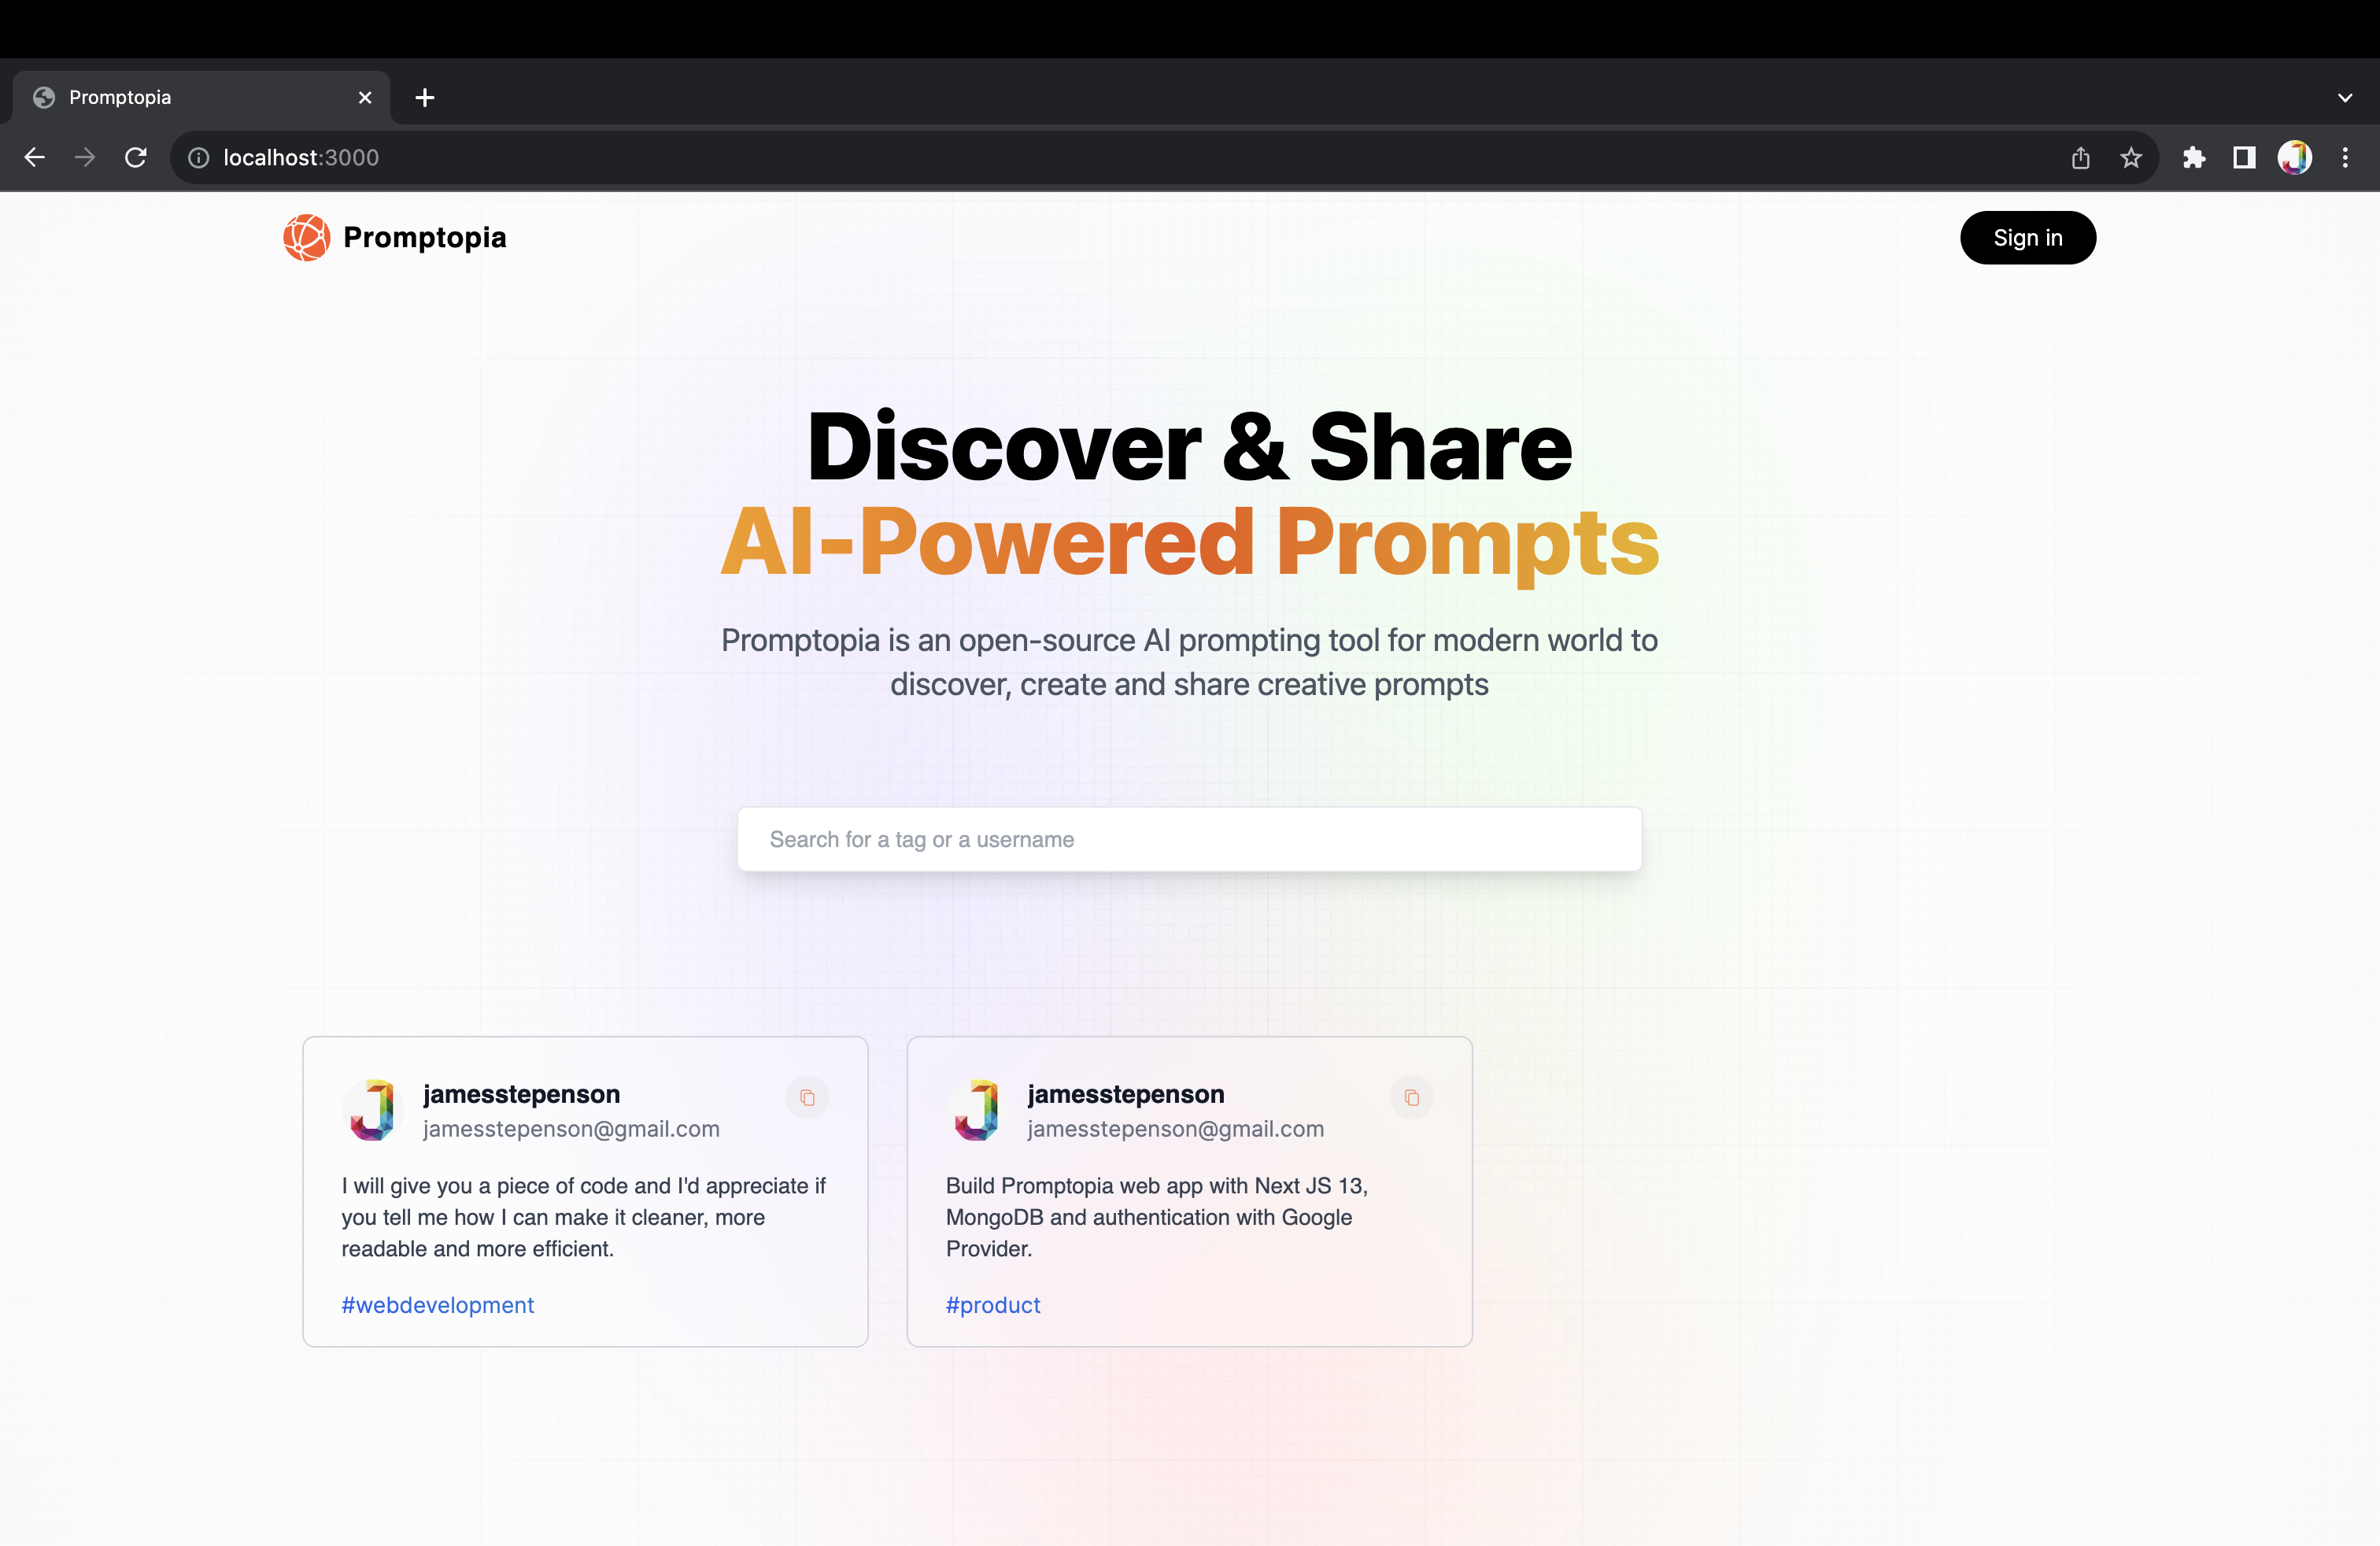 Promptopia
localhost:3000
Promptopia
Sign in
Discover & Share
AI-Powered Prompts
Promptopia is an open-source AI prompting tool for modern world to
discover, create and share creative prompts
Search for a tag or a username
jamesstepenson
jamesstepenson@gmail.com
I will give you a piece of code and I'd appreciate if
you tell me how I can make it cleaner, more
readable and more efficient.
#webdevelopment
jamesstepenson
jamesstepenson@gmail.com
Build Promptopia web app with Next JS 13,
MongoDB and authentication with Google
Provider.
#product